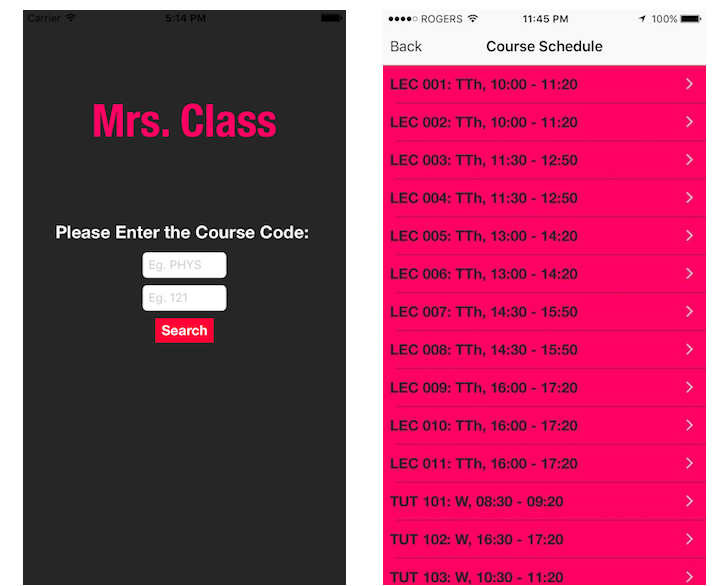 Carrier 5:14 PM
Mrs. Class
Please Enter the Course Code:
Eg. PHYS
Eg. 121
Search
ROGERS 11:45 PM 100%
Back Course Schedule
LEC 001: TTh, 10:00 - 11:20
LEC 002: TTh, 10:00 - 11:20
LEC 003: TTh, 11:30 - 12:50
LEC 004: TTh, 11:30 - 12:50
LEC 005: TTh, 13:00 - 14:20
LEC 006: TTh, 13:00 - 14:20
LEC 007: TTh, 14:30 - 15:50
LEC 008: TTh, 14:30 - 15:50
LEC 009: TTh, 16:00 - 17:20
LEC 010: TTh, 16:00 - 17:20
LEC 011: TTh, 16:00 - 17:20
TUT 101: W, 08:30 - 09:20
TUT 102: W, 16:30 - 17:20
TUT 103: W, 10:30 - 11:20